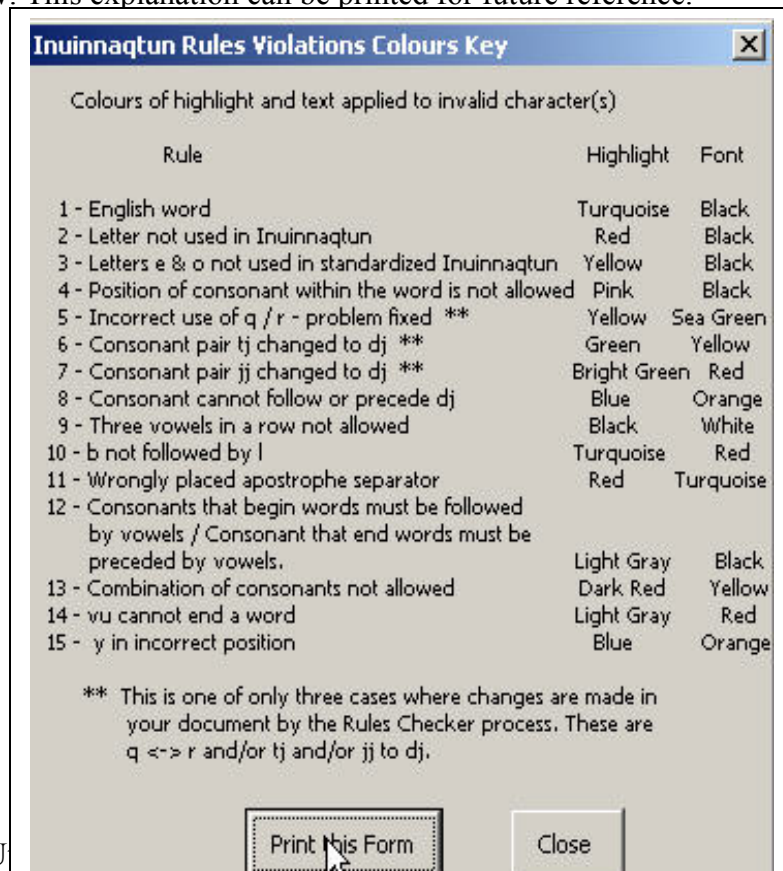 . This explanation can be printed for future reference.
Inuinnaqtun Rules Violations Colours Key
Colours of highlight and text applied to invalid character(s)
Rule Highlight Font
1 - English word Turquoise Black
2 - Letter not used in Inuinnaqtun Red Black
3 - Letters e & o not used in standardized Inuinnaqtun Yellow Black
4 - Position of consonant within the word is not allowed Pink Black
5 - Incorrect use of q / r - problem fixed ** Yellow Sea Green
6 - Consonant pair tj changed to dj ** Green Yellow
7 - Consonant pair jj changed to dj ** Bright Green Red
8 - Consonant cannot follow or precede dj Blue Orange
9 - Three vowels in a row not allowed Black White
10 - b not followed by l Turquoise Red
11 - Wrongly placed apostrophe separator Red Turquoise
12 - Consonants that begin words must be followed
by vowels / Consonant that end words must be
preceded by vowels. Light Gray Black
13 - Combination of consonants not allowed Dark Red Yellow
14 - vu cannot end a word Light Gray Red
15 - y in incorrect position Blue Orange
** This is one of only three cases where changes are made in
your document by the Rules Checker process. These are
q <-> r and/or tj and/or jj to dj.
Print this Form Close